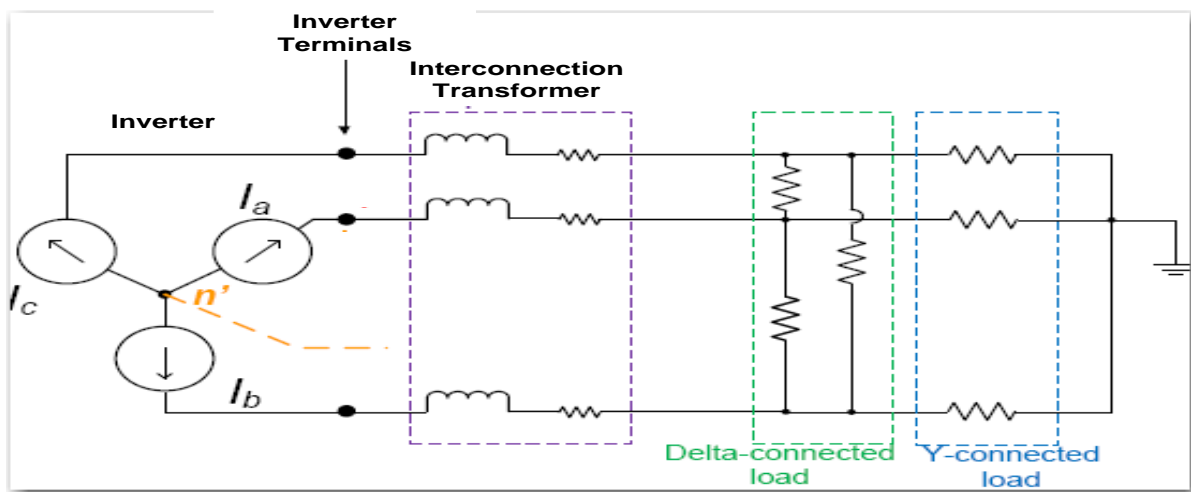 Inverter
Terminals
Interconnection
Transformer
Inverter
Ia
Ic
n'
Ib
Delta-connected
load
Y-connected
load